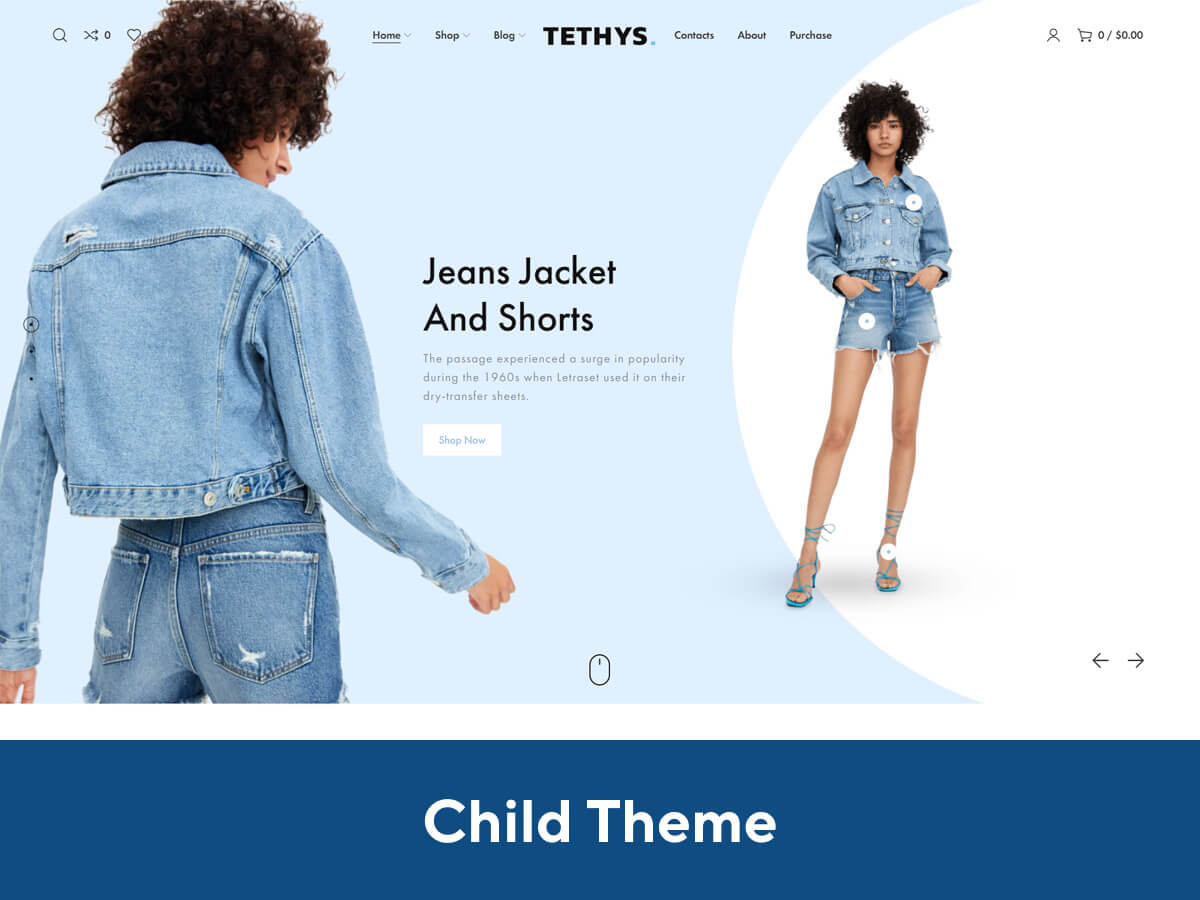 0
Home
Shop
Blog
TETHYS.
Contacts
About
Purchase
0 / $0.00
Jeans Jacket
And Shorts
The passage experienced a surge in popularity
during the 1960s when Letraset used it on their
dry-transfer sheets.
Shop Now
Child Theme